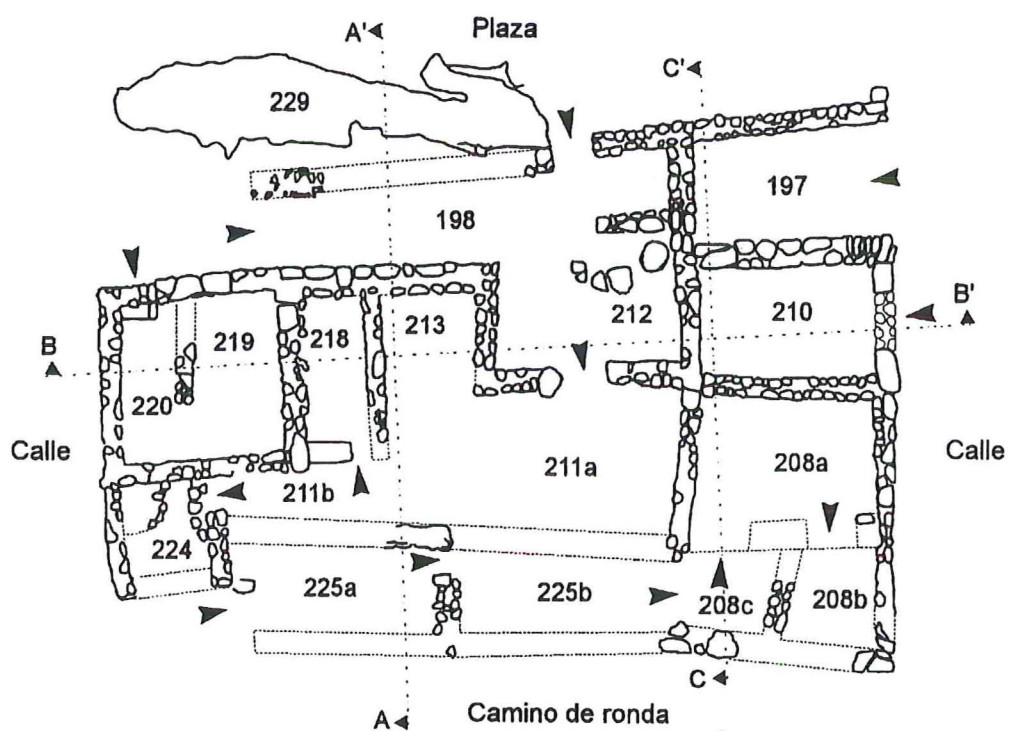 A'
Plaza
C'
229
197
198
B'
212
210
219
218
213
B
220
Calle
208a
Calle
211a
211b
224
225a
225b
208c
208b
C
A
Camino de ronda